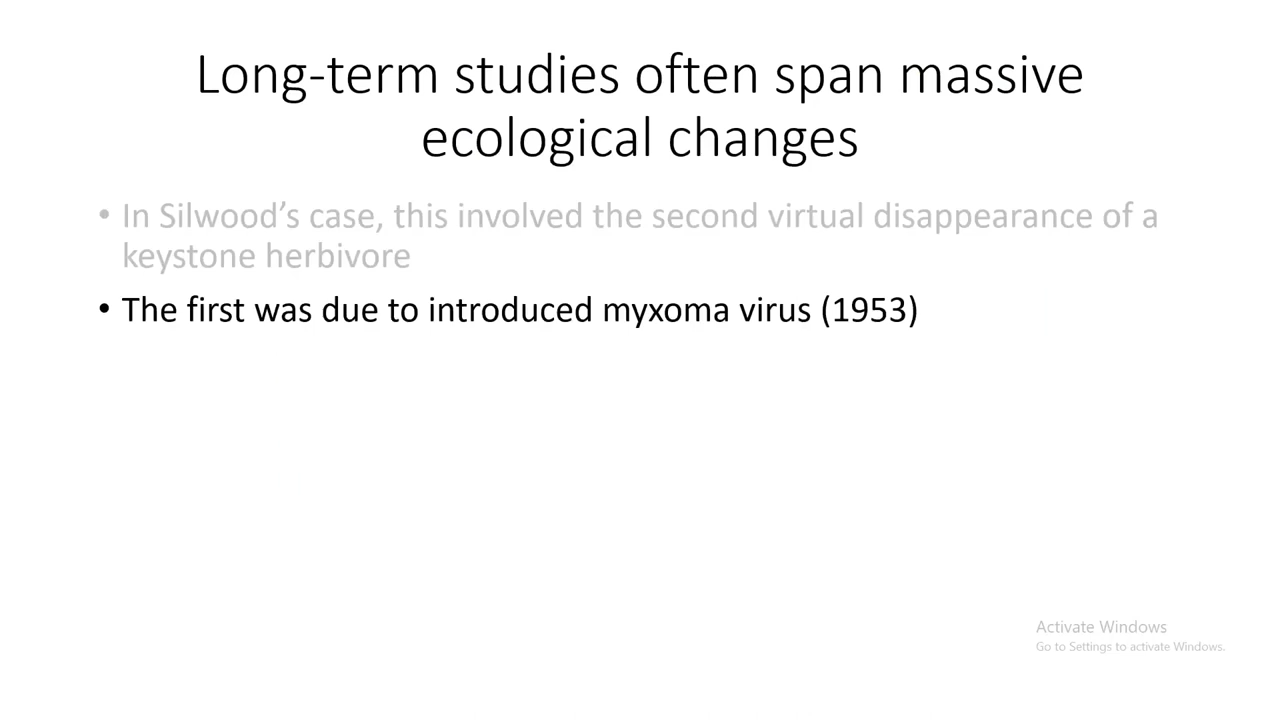 Long-term studies often span massive
ecological changes
• In Silwood’s case, this involved the second virtual disappearance of a
keystone herbivore
• The first was due to introduced myxoma virus (1953)
Activate Windows
Go to Settings to activate Windows.